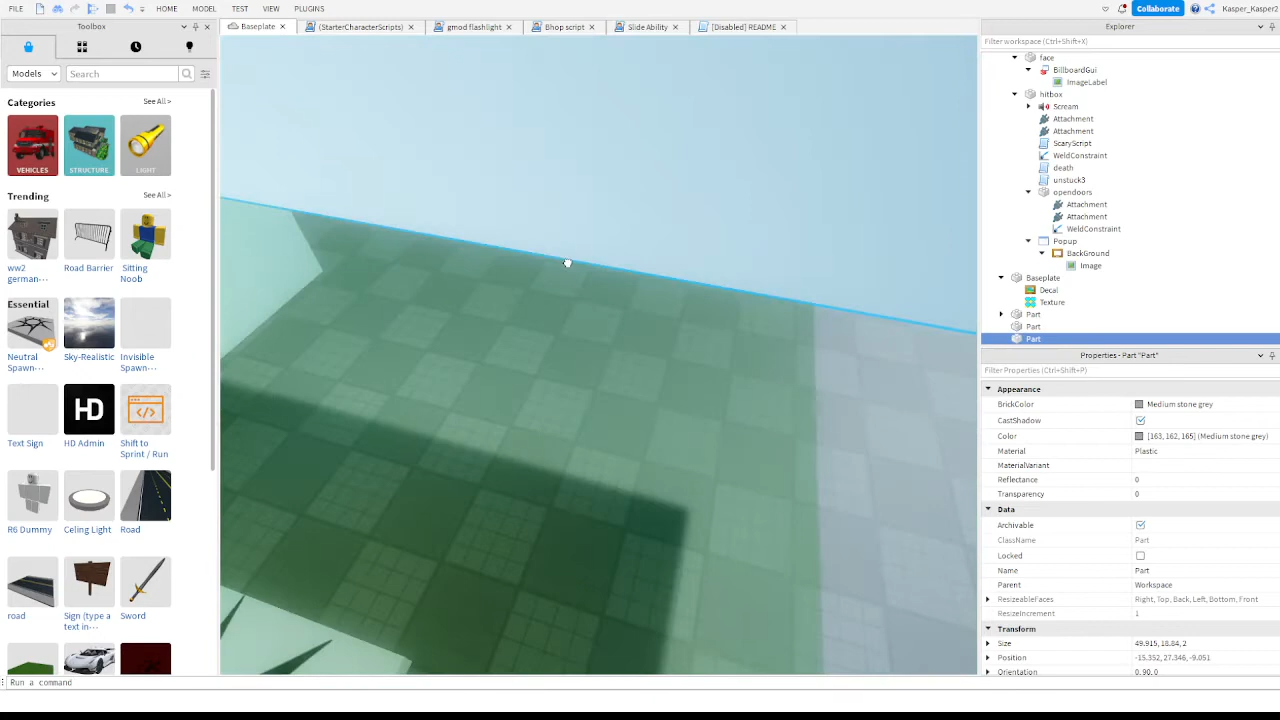 FILE
HOME
MODEL
TEST
VIEW
PLUGINS
Collaborate
Kasper_Kasper2
Toolbox
Baseplate
(StarterCharacterScripts)
gmod flashlight
Bhop script
Slide Ability
[Disabled] README
Explorer
Filter workspace (Ctrl+Shift+X)
Models
Search
Categories
See All >
VEHICLES
STRUCTURE
LIGHT
Trending
See All >
ww2 german-…
Road Barrier
Sitting Noob
Essential
Neutral Spawn-…
Sky-Realistic
Invisible Spawn-…
Text Sign
HD
HD Admin
Shift to Sprint / Run
R6 Dummy
Celing Light
Road
road
Sign (type a text in-…
Sword
face
BillboardGui
ImageLabel
hitbox
Scream
Attachment
Attachment
ScaryScript
WeldConstraint
death
unstuck3
opendoors
Attachment
Attachment
WeldConstraint
Popup
BackGround
Image
Baseplate
Decal
Texture
Part
Part
Part
Properties - Part "Part"
Filter Properties (Ctrl+Shift+P)
Appearance
BrickColor Medium stone grey
CastShadow
Color [163, 162, 165] (Medium stone grey)
Material Plastic
MaterialVariant
Reflectance 0
Transparency 0
Data
Archivable
ClassName Part
Locked
Name Part
Parent Workspace
ResizeableFaces Right, Top, Back, Left, Bottom, Front
ResizeIncrement 1
Transform
Size 49.915, 18.84, 2
Position -15.352, 27.346, -9.051
Orientation 0, 90, 0
Run a command